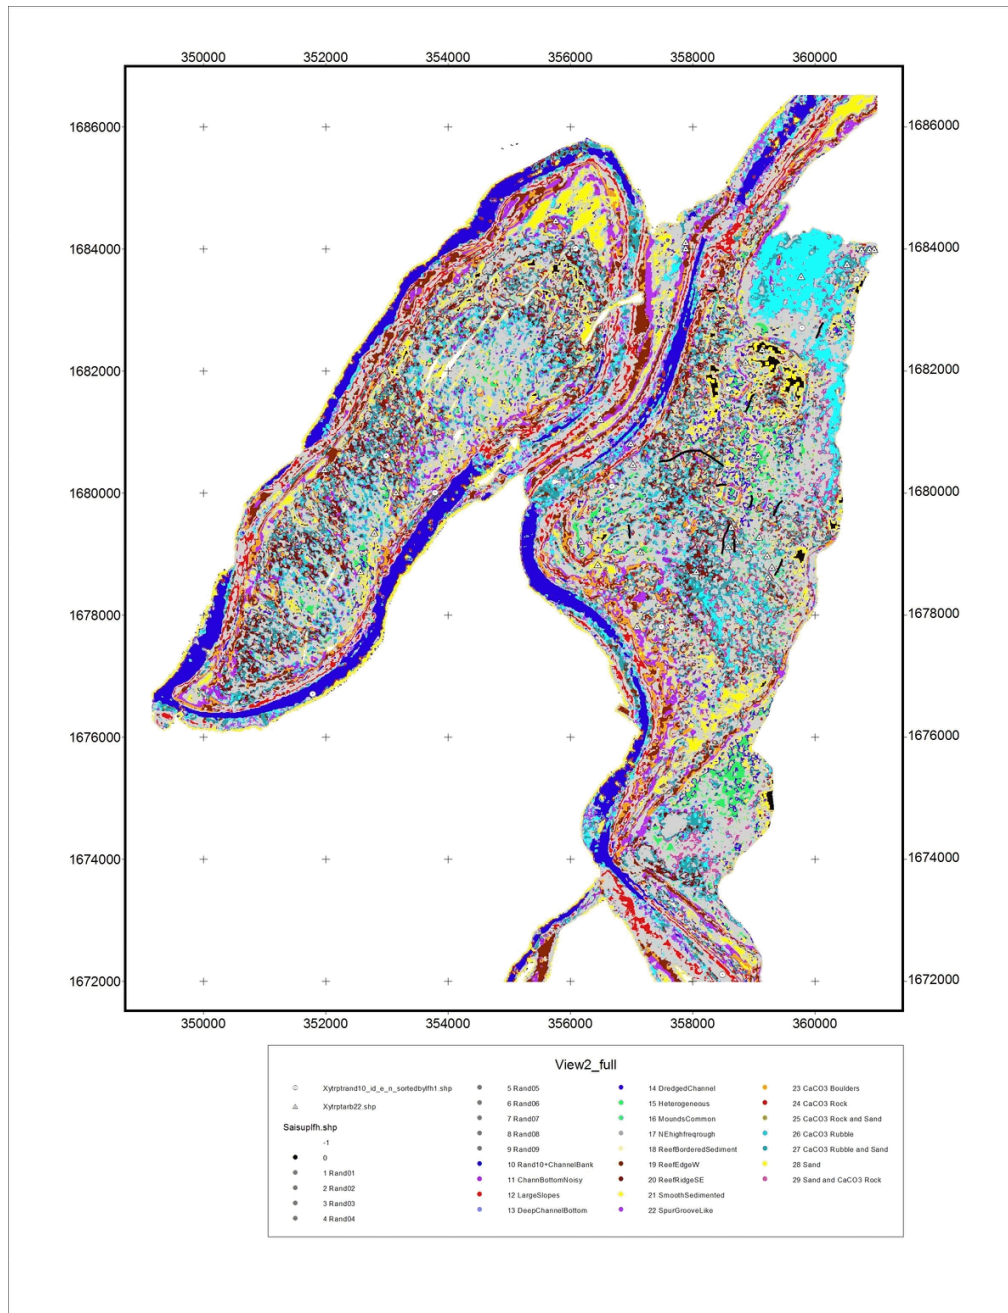 350000 352000 354000 356000 358000 360000
1686000 1686000
1684000 1684000
1682000 1682000
1680000 1680000
1678000 1678000
1676000 1676000
1674000 1674000
1672000 1672000
350000 352000 354000 356000 358000 360000
View2_full
Xytrptrand10_id_e_n_sortedbylfh1.shp
Xytrptarb22.shp
Saisuplfh.shp
-1
0
1 Rand01
2 Rand02
3 Rand03
4 Rand04
5 Rand05
6 Rand06
7 Rand07
8 Rand08
9 Rand09
10 Rand10+ChannelBank
11 ChannBottomNoisy
12 LargeSlopes
13 DeepChannelBottom
14 DredgedChannel
15 Heterogeneous
16 MoundsCommon
17 NEhighfreqrough
18 ReefBorderedSediment
19 ReefEdgeW
20 ReefRidgeSE
21 SmoothSedimented
22 SpurGrooveLike
23 CaCO3 Boulders
24 CaCO3 Rock
25 CaCO3 Rock and Sand
26 CaCO3 Rubble
27 CaCO3 Rubble and Sand
28 Sand
29 Sand and CaCO3 Rock